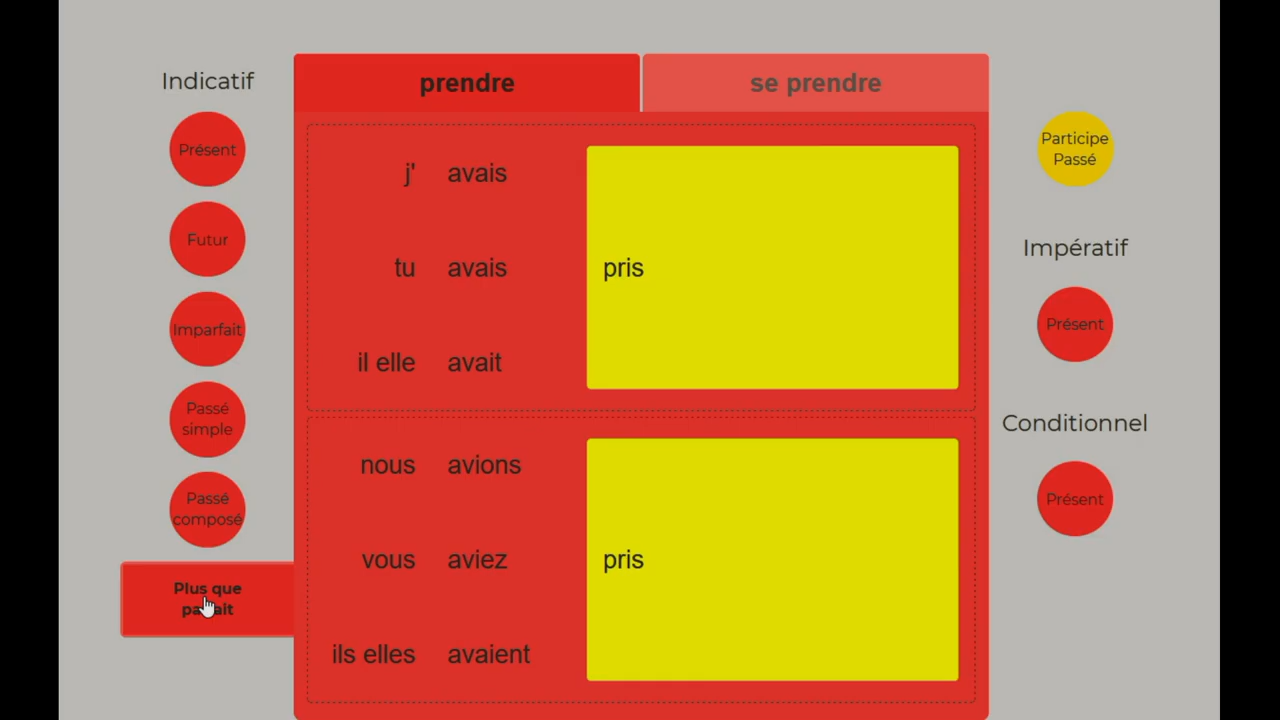 Indicatif
Présent
Futur
Imparfait
Passé
simple
Passé
composé
Plus que
prendre
se prendre
j' avais
tu avais pris
il elle avait
nous avions
vous aviez pris
ils elles avaient
Participe
Passé
Impératif
Présent
Conditionnel
Présent